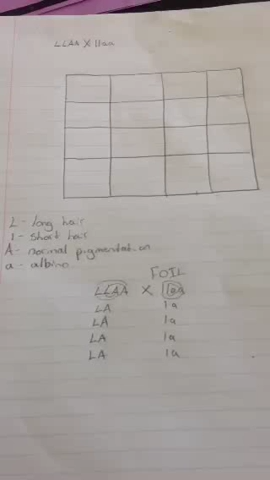 LLAA X llaa
L - long hair
l - short hair
A - normal pigmentation
a - albino
FOIL
LLAA X llaa
LA la
LA la
LA la
LA la